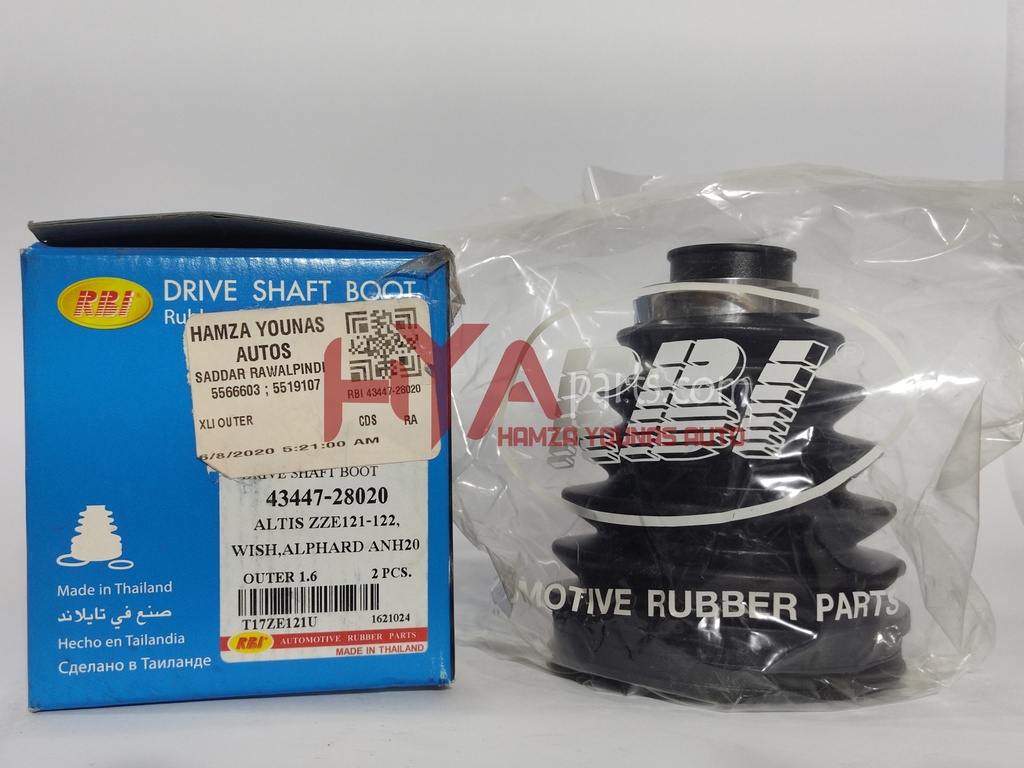 RBI
DRIVE SHAFT BOOT
HAMZA YOUNAS
AUTOS
SADDAR RAWALPINDI
5566603 ; 5519107
RBI 43447-28020
XLI OUTER CDS RA
6/8/2020 5:21:00 AM
DRIVE SHAFT BOOT
43447-28020
ALTIS ZZE121-122,
WISH,ALPHARD ANH20
OUTER 1.6 2 PCS.
T17ZE121U 1621024
RBI AUTOMOTIVE RUBBER PARTS
MADE IN THAILAND
Made in Thailand
صنع في تايلاند
Hecho en Tailandia
Сделано в Таиланде
RBI ®
MOTIVE RUBBER PARTS
HYA parts.com
HAMZA YOUNAS AUTO